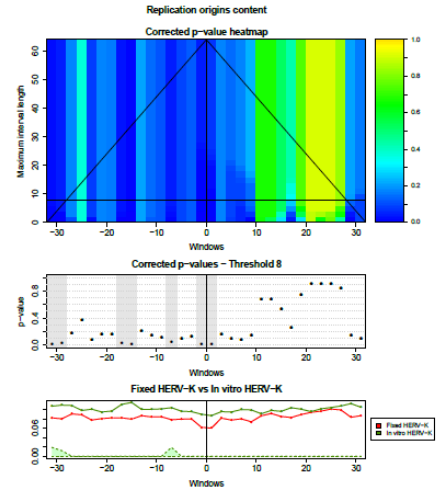 Replication origins content
Corrected p-value heatmap
Maximum interval length
0 10 20 30 40 50 60
0.0 0.2 0.4 0.6 0.8 1.0
−30 −20 −10 0 10 20 30
Windows
Corrected p-values − Threshold 8
p-value
0.0 0.4 0.8
−30 −20 −10 0 10 20 30
Windows
Fixed HERV−K vs In vitro HERV−K
0.00 0.06
Fixed HERV−K
In vitro HERV−K
−30 −20 −10 0 10 20 30
Windows